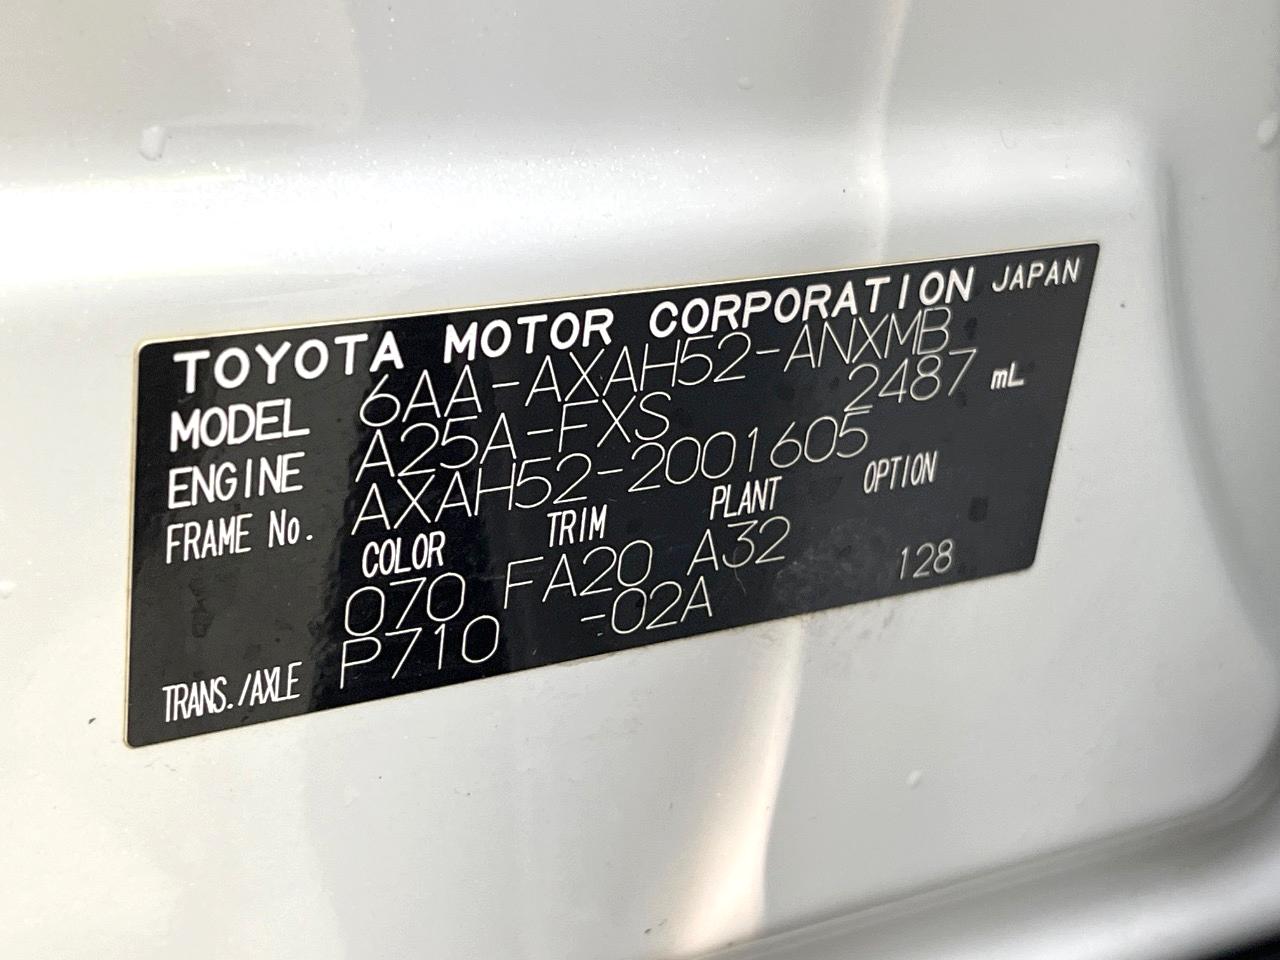 TOYOTA MOTOR CORPORATION JAPAN
MODEL 6AA-AXAH52-ANXMB
ENGINE A25A-FXS 2487 mL
FRAME No. AXAH52-2001605
COLOR TRIM PLANT OPTION
070 FA20 A32
TRANS./AXLE P710 -02A 128